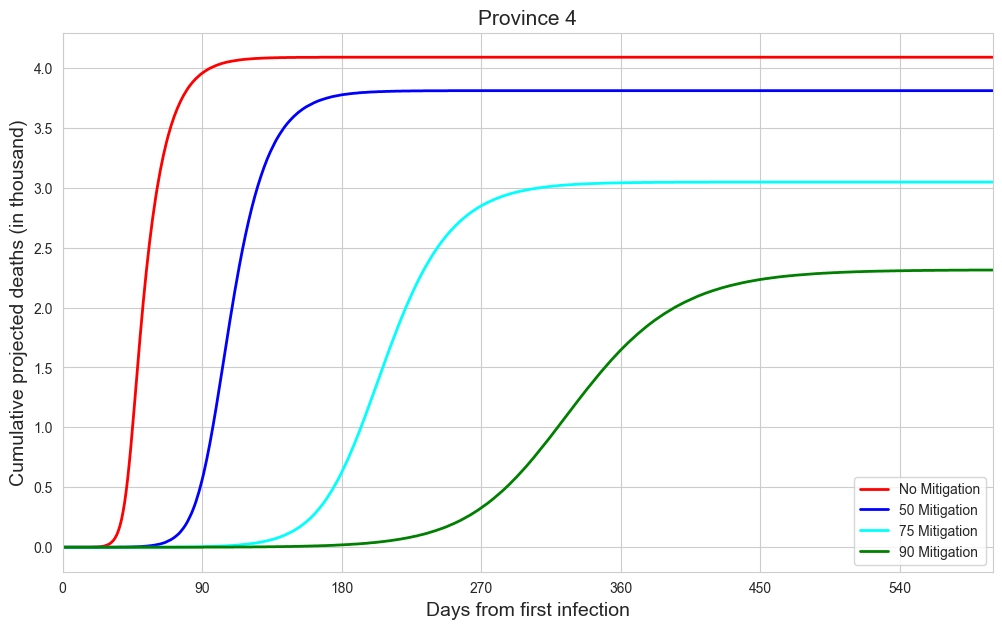 Province 4
Cumulative projected deaths (in thousand)
4.0
3.5
3.0
2.5
2.0
1.5
1.0
0.5
0.0
0 90 180 270 360 450 540
Days from first infection
No Mitigation
50 Mitigation
75 Mitigation
90 Mitigation